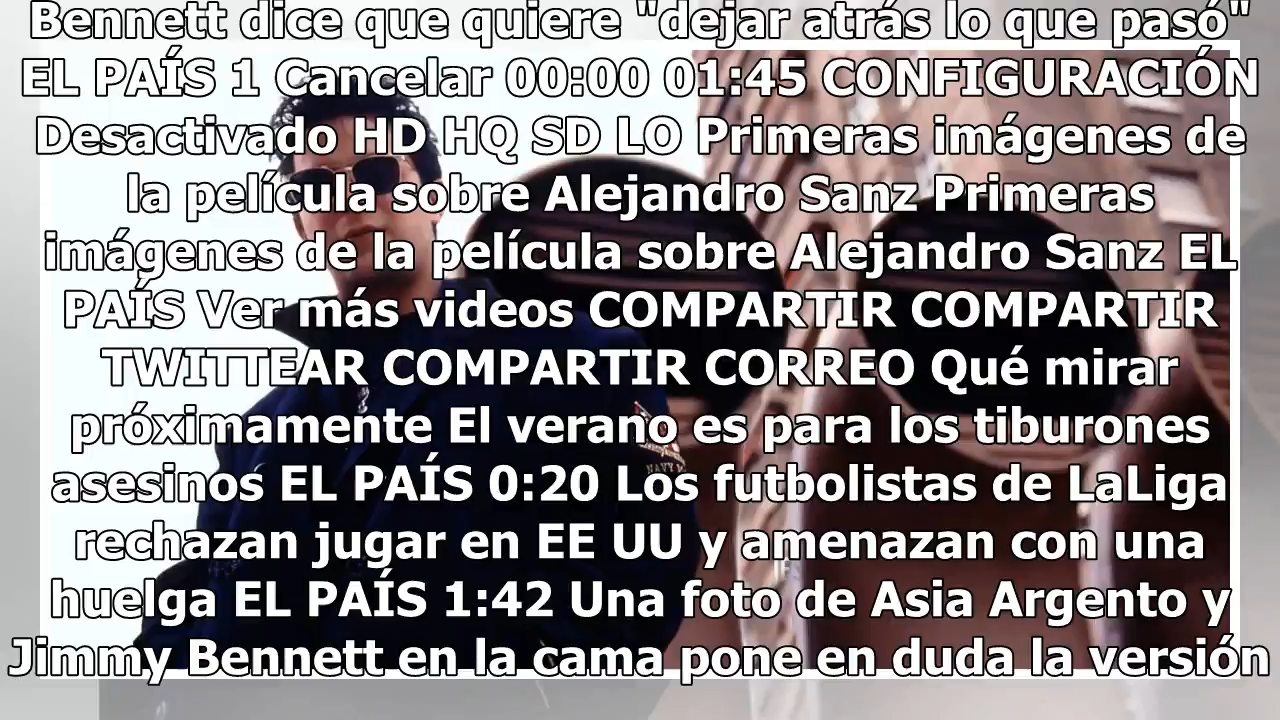 Bennett dice que quiere "dejar atrás lo que pasó"
EL PAÍS 1 Cancelar 00:00 01:45 CONFIGURACIÓN
Desactivado HD HQ SD LO Primeras imágenes de
la película sobre Alejandro Sanz Primeras
imágenes de la película sobre Alejandro Sanz EL
PAÍS Ver más videos COMPARTIR COMPARTIR
TWITTEAR COMPARTIR CORREO Qué mirar
próximamente El verano es para los tiburones
asesinos EL PAÍS 0:20 Los futbolistas de LaLiga
rechazan jugar en EE UU y amenazan con una
huelga EL PAÍS 1:42 Una foto de Asia Argento y
Jimmy Bennett en la cama pone en duda la versión